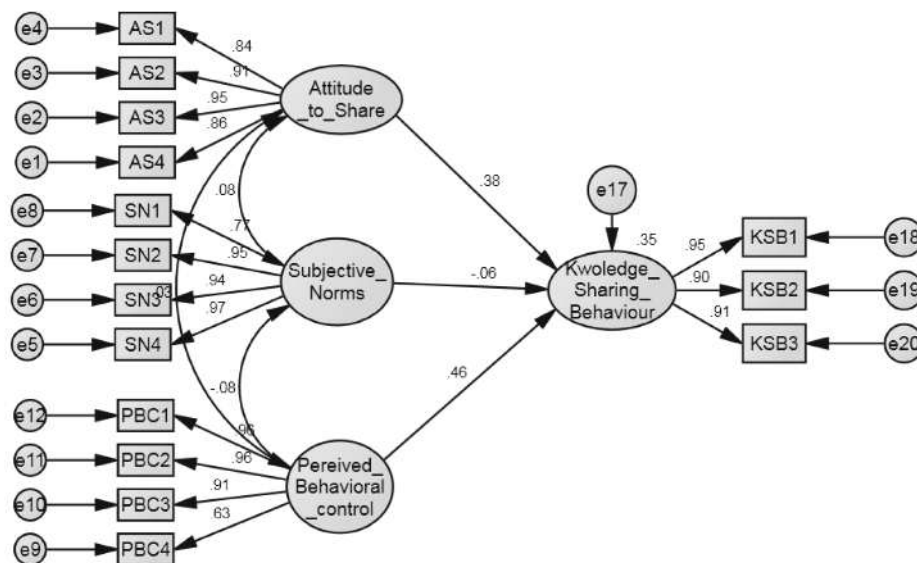 e4
AS1
.84
e3
AS2
.91
e2
AS3
.95
e1
AS4
.86
Attitude
_to_Share
e8
SN1
.77
e7
SN2
.95
e6
SN3
.94
e5
SN4
.97
Subjective_
Norms
.08
.03
-.08
e12
PBC1
.96
e11
PBC2
.96
e10
PBC3
.91
e9
PBC4
.63
Pereived_
Behavioral
_control
.38
-.06
.46
e17
.35
Kwoledge_
Sharing_
Behaviour
.95
KSB1
e18
.90
KSB2
e19
.91
KSB3
e20